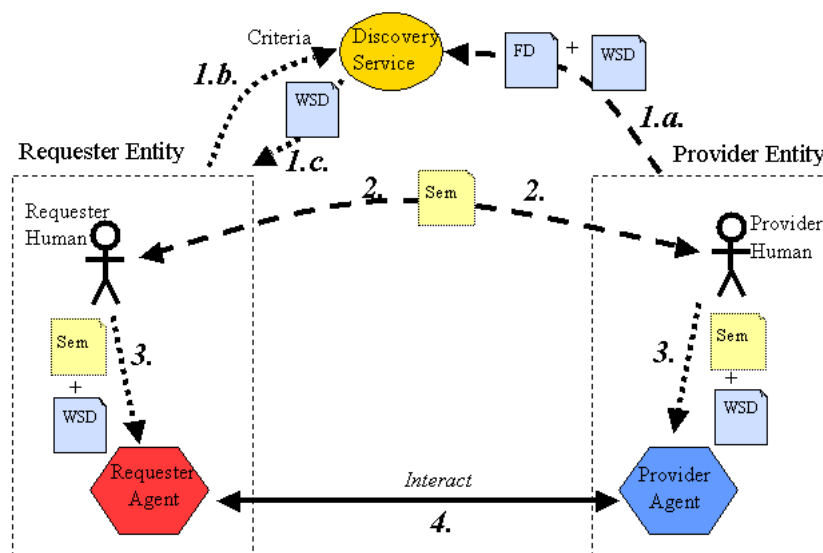 Criteria
Discovery
Service
FD
+
WSD
1.b.
WSD
1.a.
1.c.
Requester Entity
Provider Entity
Requester
Human
2.
Sem
2.
Provider
Human
Sem
+
WSD
3.
3.
Sem
+
WSD
Requester
Agent
Interact
4.
Provider
Agent